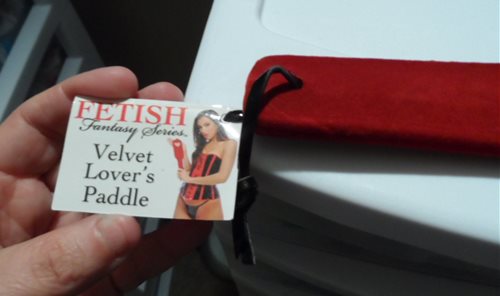 FETISH
Fantasy Series
Velvet
Lover's
Paddle